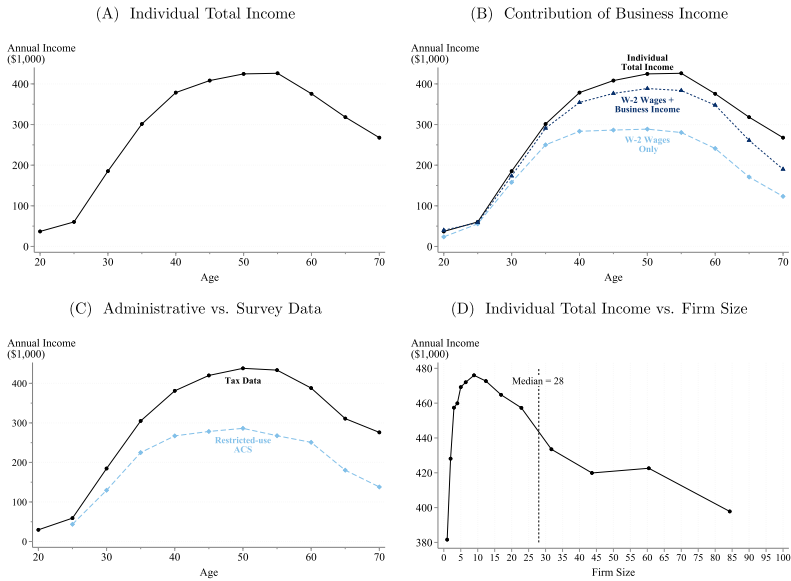 (A) Individual Total Income
Annual Income
($1,000)
400
300
200
100
0
20
30
40
50
60
70
Age
(B) Contribution of Business Income
Annual Income
($1,000)
400
300
200
100
0
Individual
Total Income
W-2 Wages +
Business Income
W-2 Wages
Only
20
30
40
50
60
70
Age
(C) Administrative vs. Survey Data
Annual Income
($1,000)
400
300
200
100
0
Tax Data
Restricted-use
ACS
20
30
40
50
60
70
Age
(D) Individual Total Income vs. Firm Size
Annual Income
($1,000)
480
460
440
420
400
380
Median = 28
0 5 10 15 20 25 30 35 40 45 50 55 60 65 70 75 80 85 90 95 100
Firm Size